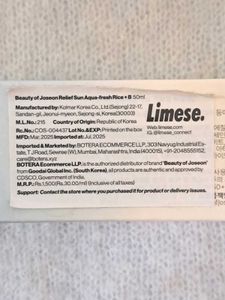 Beauty of Joseon Relief Sun Aqua-fresh Rice + B 50ml
Manufactured by: Kolmar Korea Co., Ltd (Sejong) 22-17,
Sandan-gil, Jeonui-myeon, Sejong-si, Korea(30003)
M.L.No.: 215 Country of Origin: Republic of Korea
Rc.No.: COS-004437 Lot No.&EXP: Printed on the box
MFD: Mar, 2025 Imported at: Jul, 2025
Limese.
Web.limese.com
IG.@limese_connect
Imported & Marketed by: BOTERA ECOMMERCE LLP., 303 Navyug Industrial Esta-
te, T.J Road, Sewree (W), Mumbai, Maharashtra, India (400015), +91-2048555152,
care@botera.xyz
BOTERA Ecommerce LLP. is the authorized distributor of brand 'Beauty of Joseon'
from Goodai Global Inc. (South Korea), all products are authentic and approved by
CDSCO, Government of India.
M.R.P.: Rs.1,500 (Rs.30.00/ml) (Inclusive of all taxes)
Support: Contact the store where you purchased it for product or delivery issues.